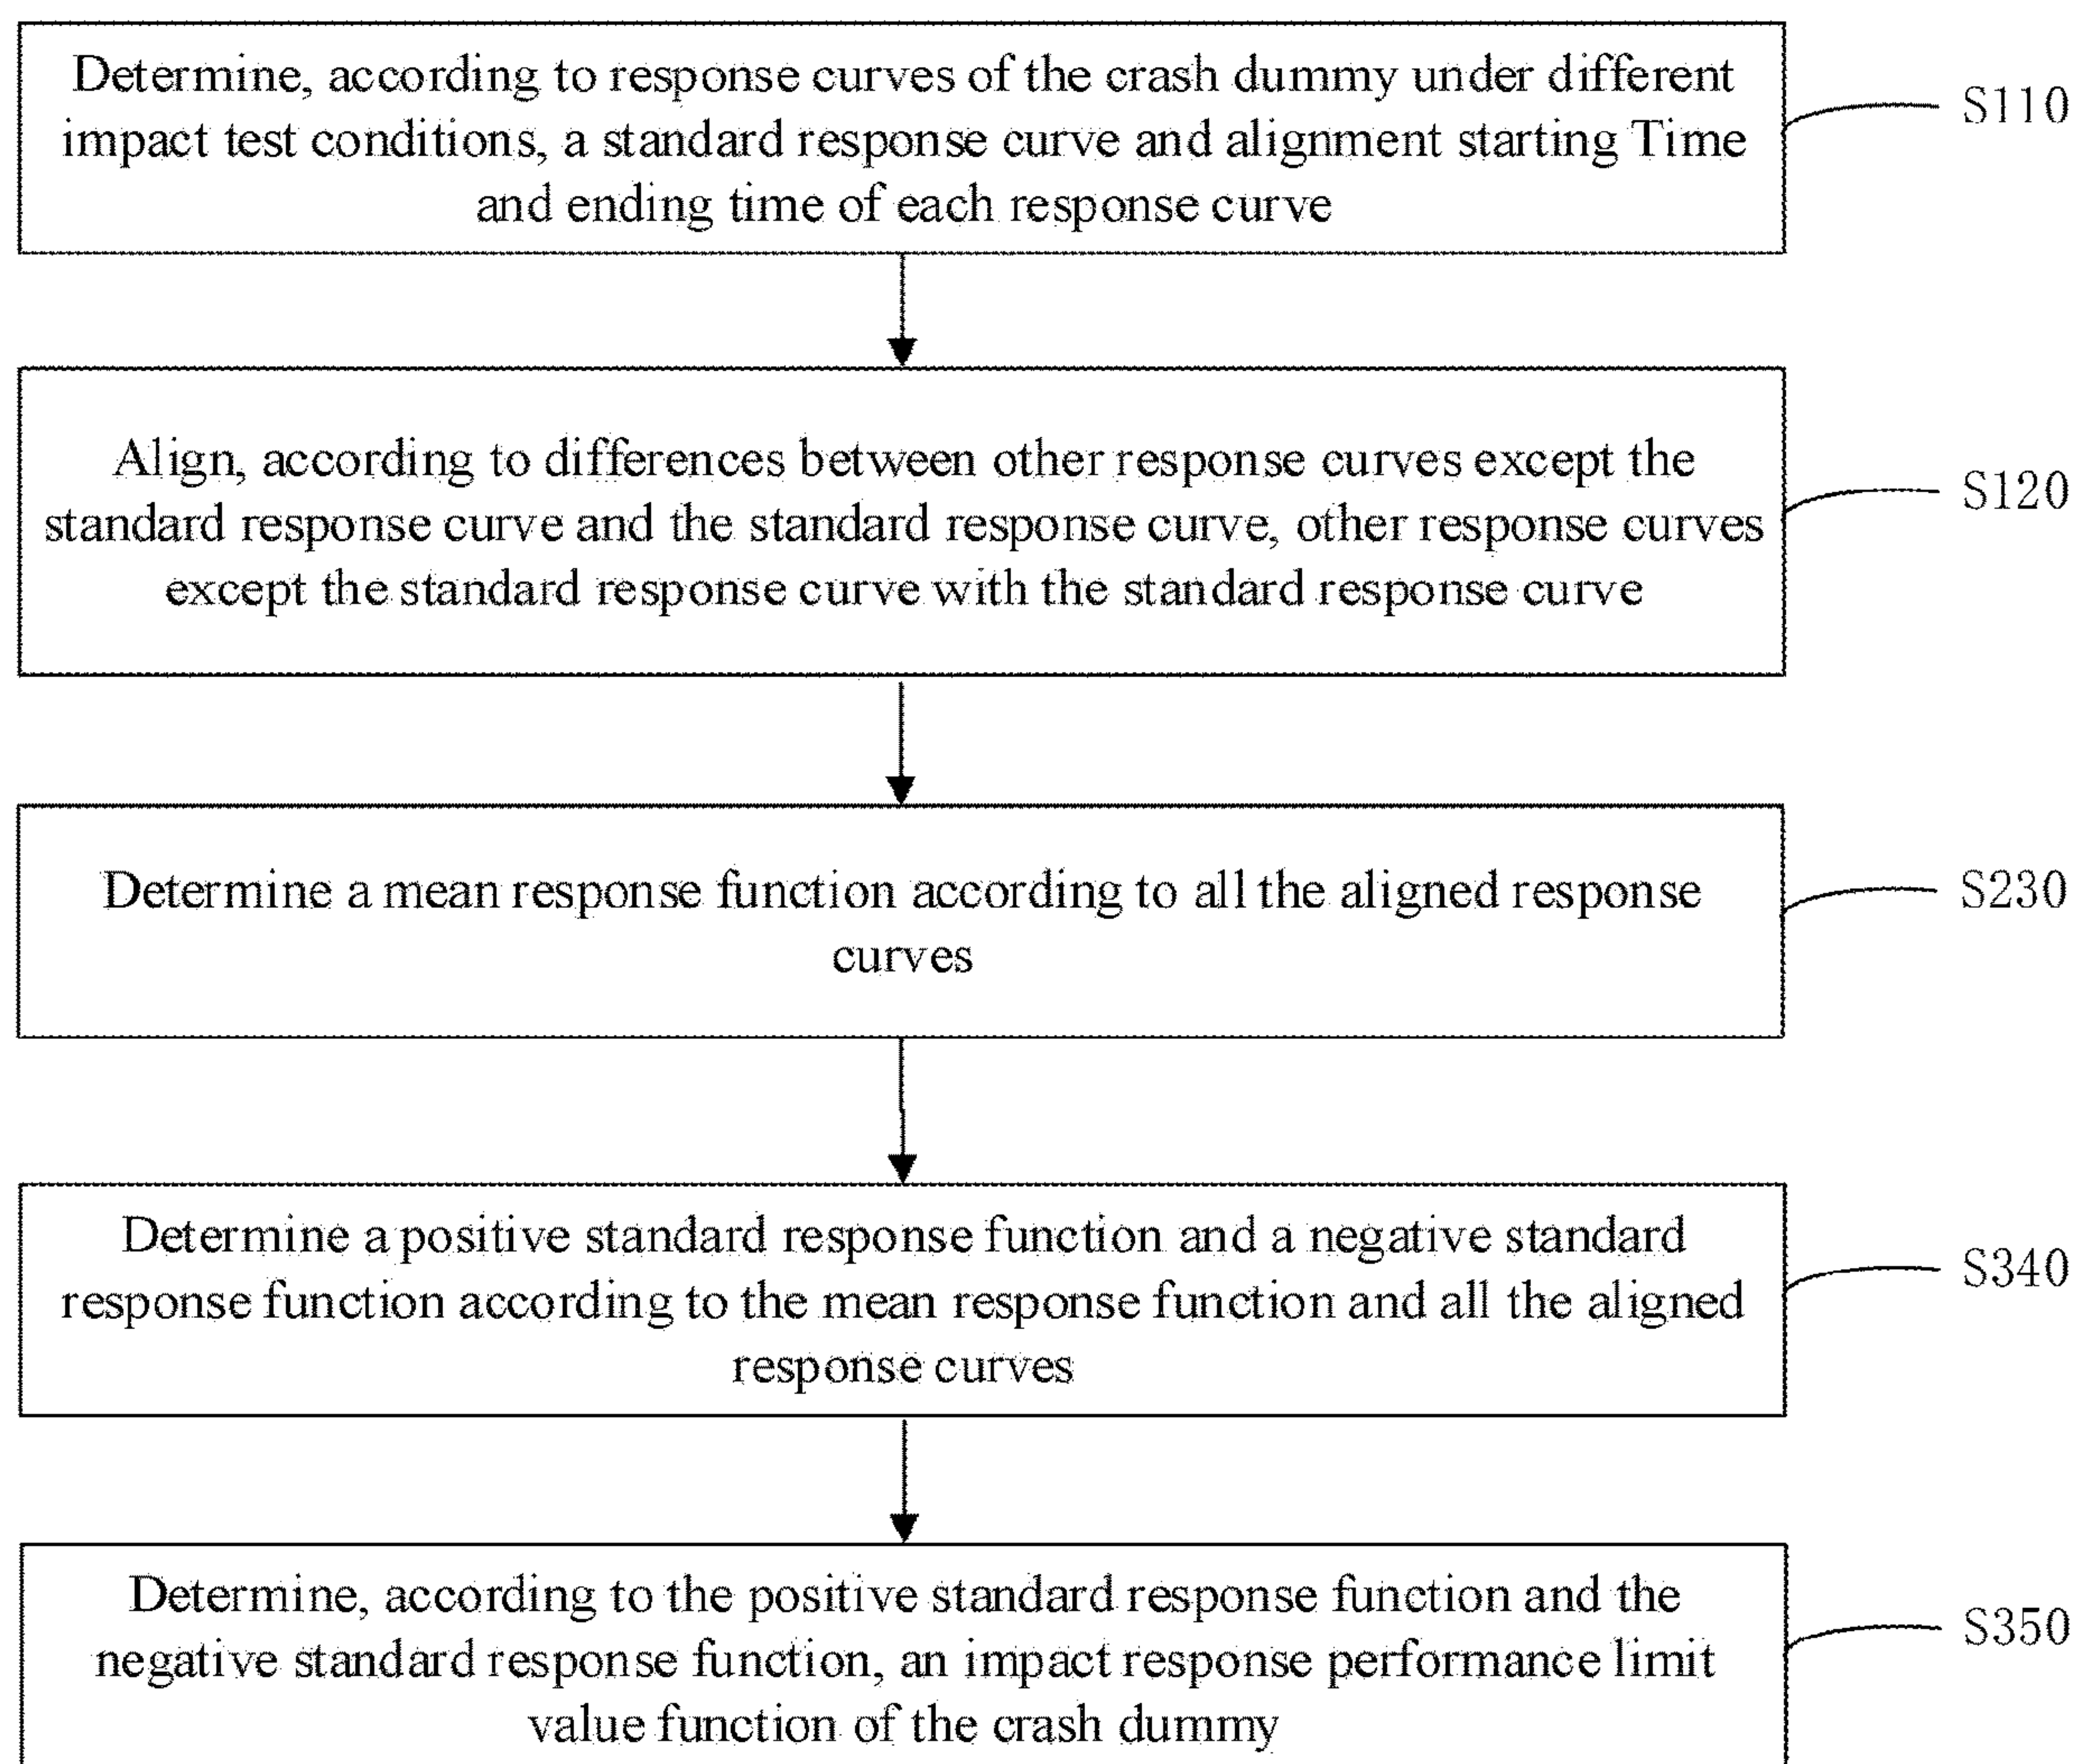 Determine, according to response curves of the crash dummy under different
impact test conditions, a standard response curve and alignment starting Time
and ending time of each response curve
S110
Align, according to differences between other response curves except the
standard response curve and the standard response curve, other response curves
except the standard response curve with the standard response curve
S120
Determine a mean response function according to all the aligned response
curves
S230
Determine a positive standard response function and a negative standard
response function according to the mean response function and all the aligned
response curves
S340
Determine, according to the positive standard response function and the
negative standard response function, an impact response performance limit
value function of the crash dummy
S350